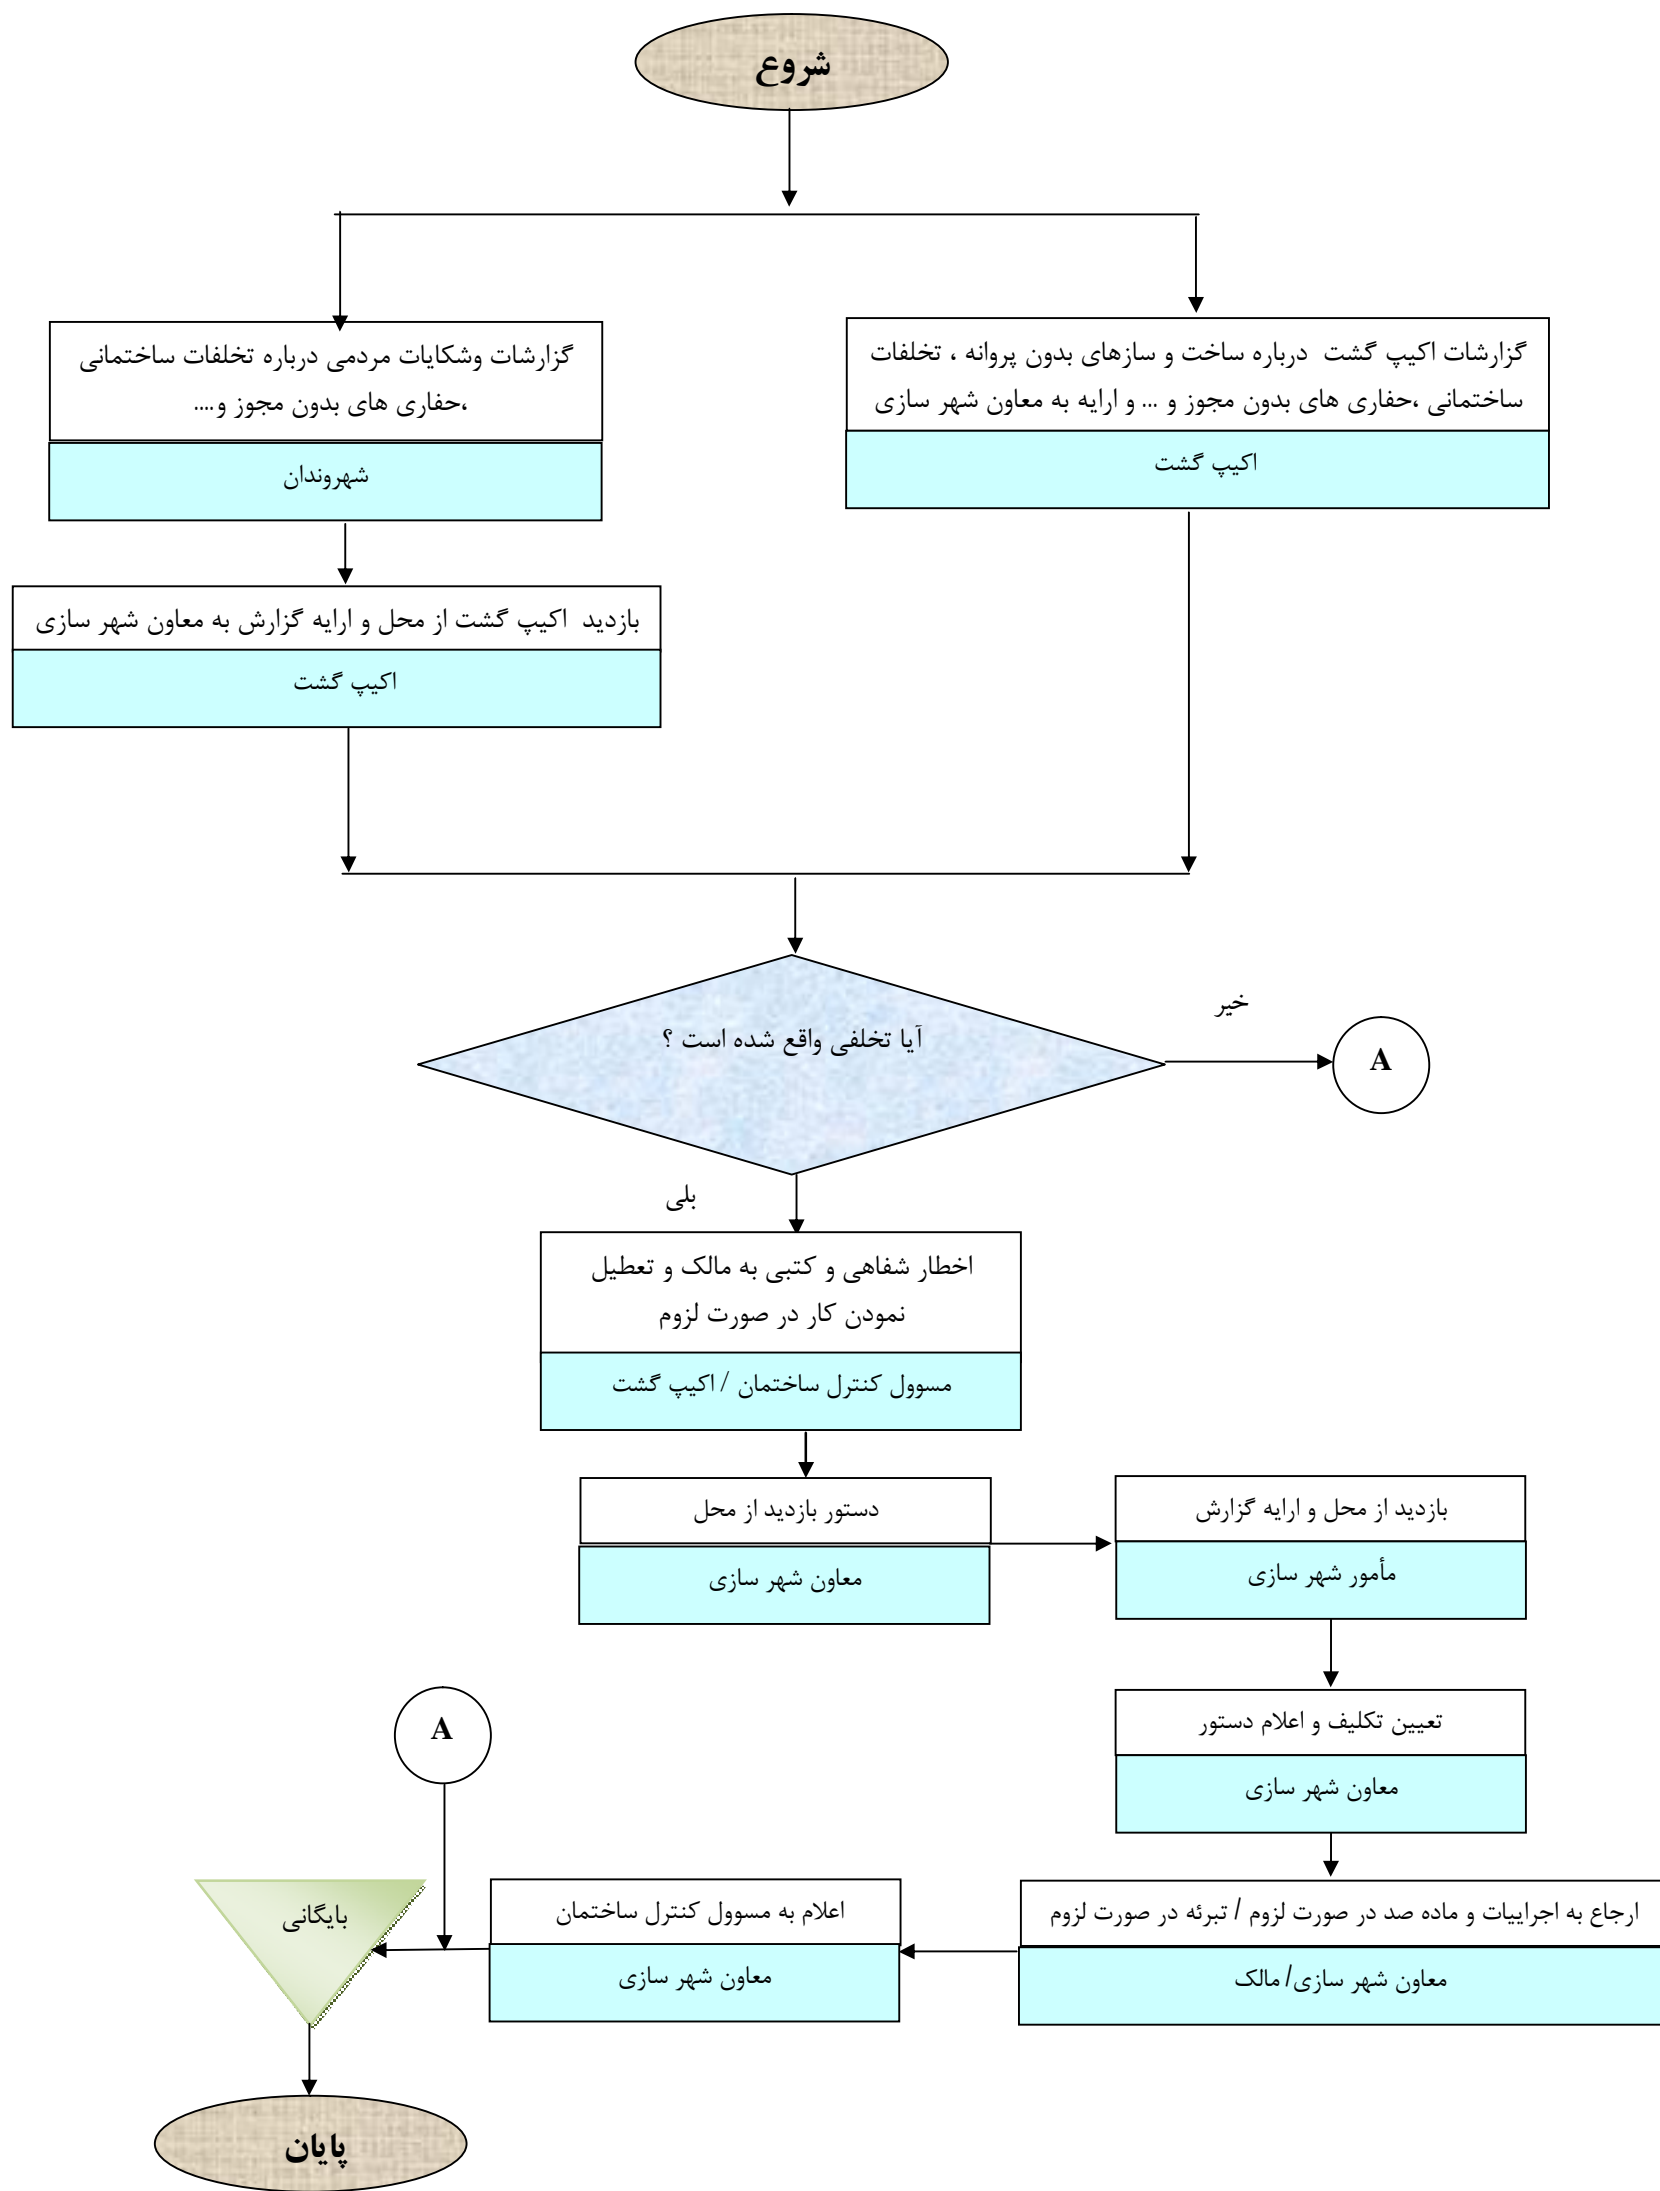 شروع
گزارشات اکیپ گشت درباره ساخت و سازهای بدون پروانه ، تخلفات
ساختمانی ،حفاری های بدون مجوز و ... و ارایه به معاون شهر سازی
اکیپ گشت
گزارشات وشکایات مردمی درباره تخلفات ساختمانی
،حفاری های بدون مجوز و....
شهروندان
بازدید اکیپ گشت از محل و ارایه گزارش به معاون شهر سازی
اکیپ گشت
آیا تخلفی واقع شده است ؟
خیر
A
بلی
اخطار شفاهی و کتبی به مالک و تعطیل
نمودن کار در صورت لزوم
مسوول کنترل ساختمان / اکیپ گشت
دستور بازدید از محل
معاون شهر سازی
بازدید از محل و ارایه گزارش
مأمور شهر سازی
تعیین تکلیف و اعلام دستور
معاون شهر سازی
ارجاع به اجراییات و ماده صد در صورت لزوم / تبرئه در صورت لزوم
معاون شهر سازی/ مالک
اعلام به مسوول کنترل ساختمان
معاون شهر سازی
A
بایگانی
پایان